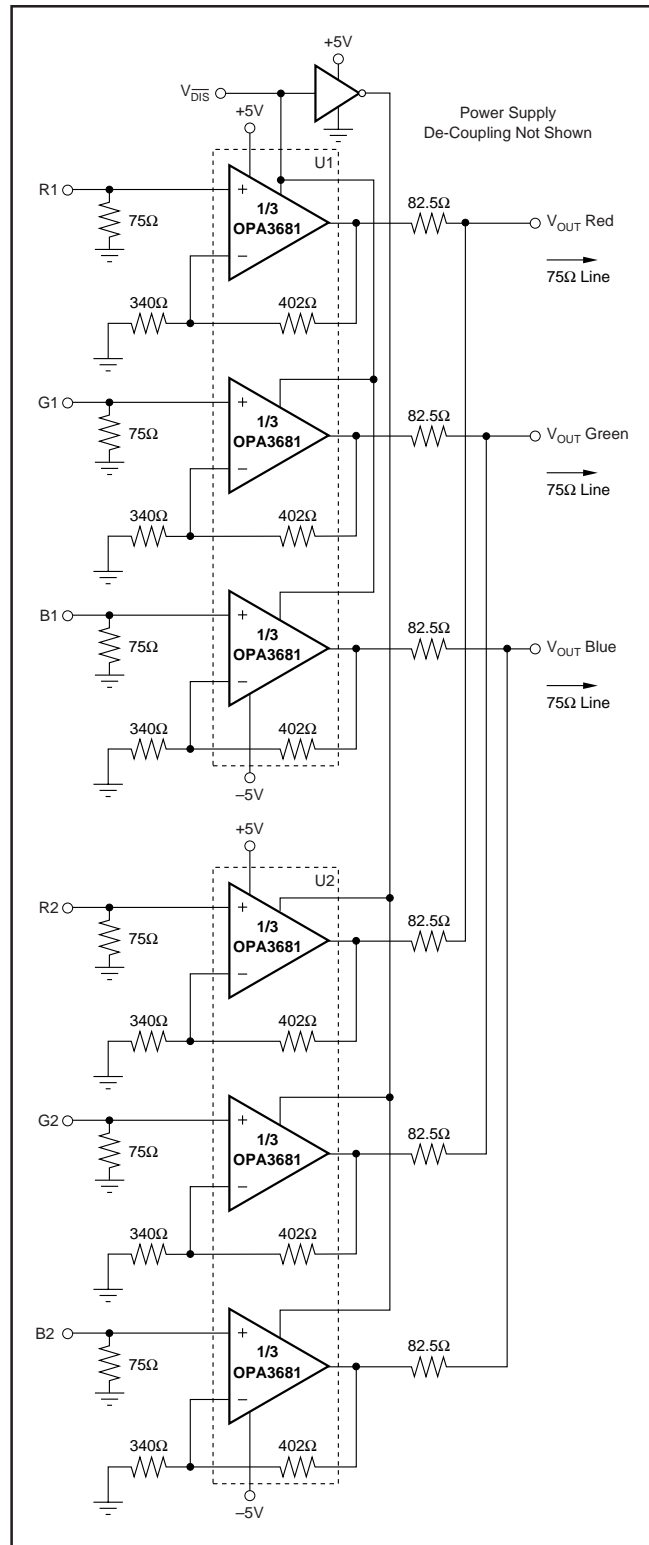 +5V
V DIS
Power Supply
De-Coupling Not Shown
+5V
U1
R1
+
1/3
OPA3681
−
75Ω
82.5Ω
VOUT Red
75Ω Line
340Ω
402Ω
G1
+
1/3
OPA3681
−
75Ω
82.5Ω
VOUT Green
75Ω Line
340Ω
402Ω
B1
+
1/3
OPA3681
−
75Ω
82.5Ω
VOUT Blue
75Ω Line
340Ω
402Ω
−5V
+5V
U2
R2
+
1/3
OPA3681
−
75Ω
82.5Ω
340Ω
402Ω
G2
+
1/3
OPA3681
−
75Ω
82.5Ω
340Ω
402Ω
B2
+
1/3
OPA3681
−
75Ω
82.5Ω
340Ω
402Ω
−5V